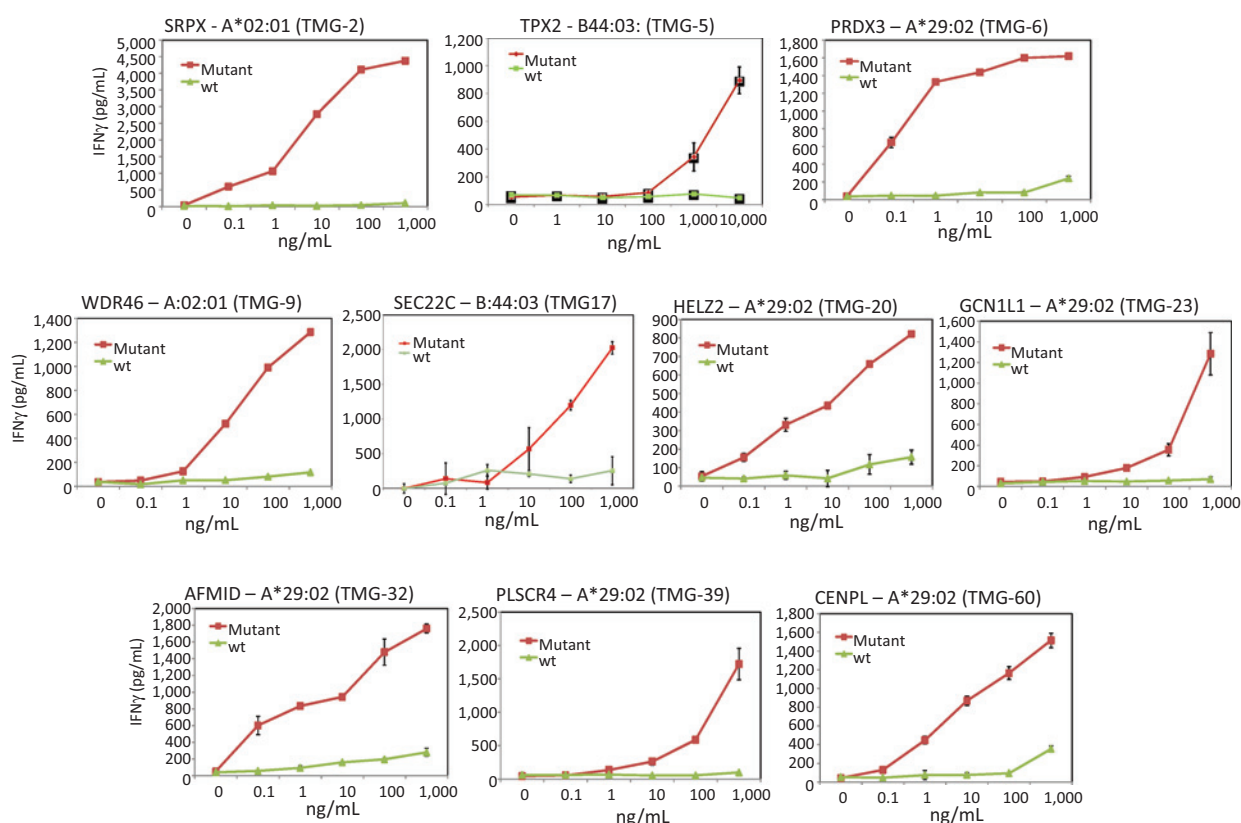 SRPX - A*02:01 (TMG-2)
5,000
4,500
4,000
3,500
3,000
2,500
2,000
1,500
1,000
500
0
IFNγ (pg/mL)
Mutant
wt
0 0.1 1 10 100 1,000
ng/mL
TPX2 - B44:03: (TMG-5)
1,200
1,000
800
600
400
200
0
Mutant
wt
0 1 10 100 1,000 10,000
ng/mL
PRDX3 – A*29:02 (TMG-6)
1,800
1,600
1,400
1,200
1,000
800
600
400
200
0
Mutant
wt
0 0.1 1 10 100 1,000
ng/mL
WDR46 – A:02:01 (TMG-9)
1,400
1,200
1,000
800
600
400
200
0
IFNγ (pg/mL)
Mutant
wt
0 0.1 1 10 100 1,000
ng/mL
SEC22C – B:44:03 (TMG17)
2,500
2,000
1,500
1,000
500
0
Mutant
wt
0 0.1 1 10 100 1,000
ng/mL
HELZ2 – A*29:02 (TMG-20)
900
800
700
600
500
400
300
200
100
0
Mutant
wt
0 0.1 1 10 100 1,000
ng/mL
GCN1L1 – A*29:02 (TMG-23)
1,600
1,400
1,200
1,000
800
600
400
200
0
Mutant
wt
0 0.1 1 10 100 1,000
ng/mL
AFMID – A*29:02 (TMG-32)
2,000
1,800
1,600
1,400
1,200
1,000
800
600
400
200
0
IFNγ (pg/mL)
Mutant
wt
0 0.1 1 10 100 1,000
ng/mL
PLSCR4 – A*29:02 (TMG-39)
2,500
2,000
1,500
1,000
500
0
Mutant
wt
0 0.1 1 10 100 1,000
ng/mL
CENPL – A*29:02 (TMG-60)
1,800
1,600
1,400
1,200
1,000
800
600
400
200
0
Mutant
wt
0 0.1 1 10 100 1,000
ng/mL